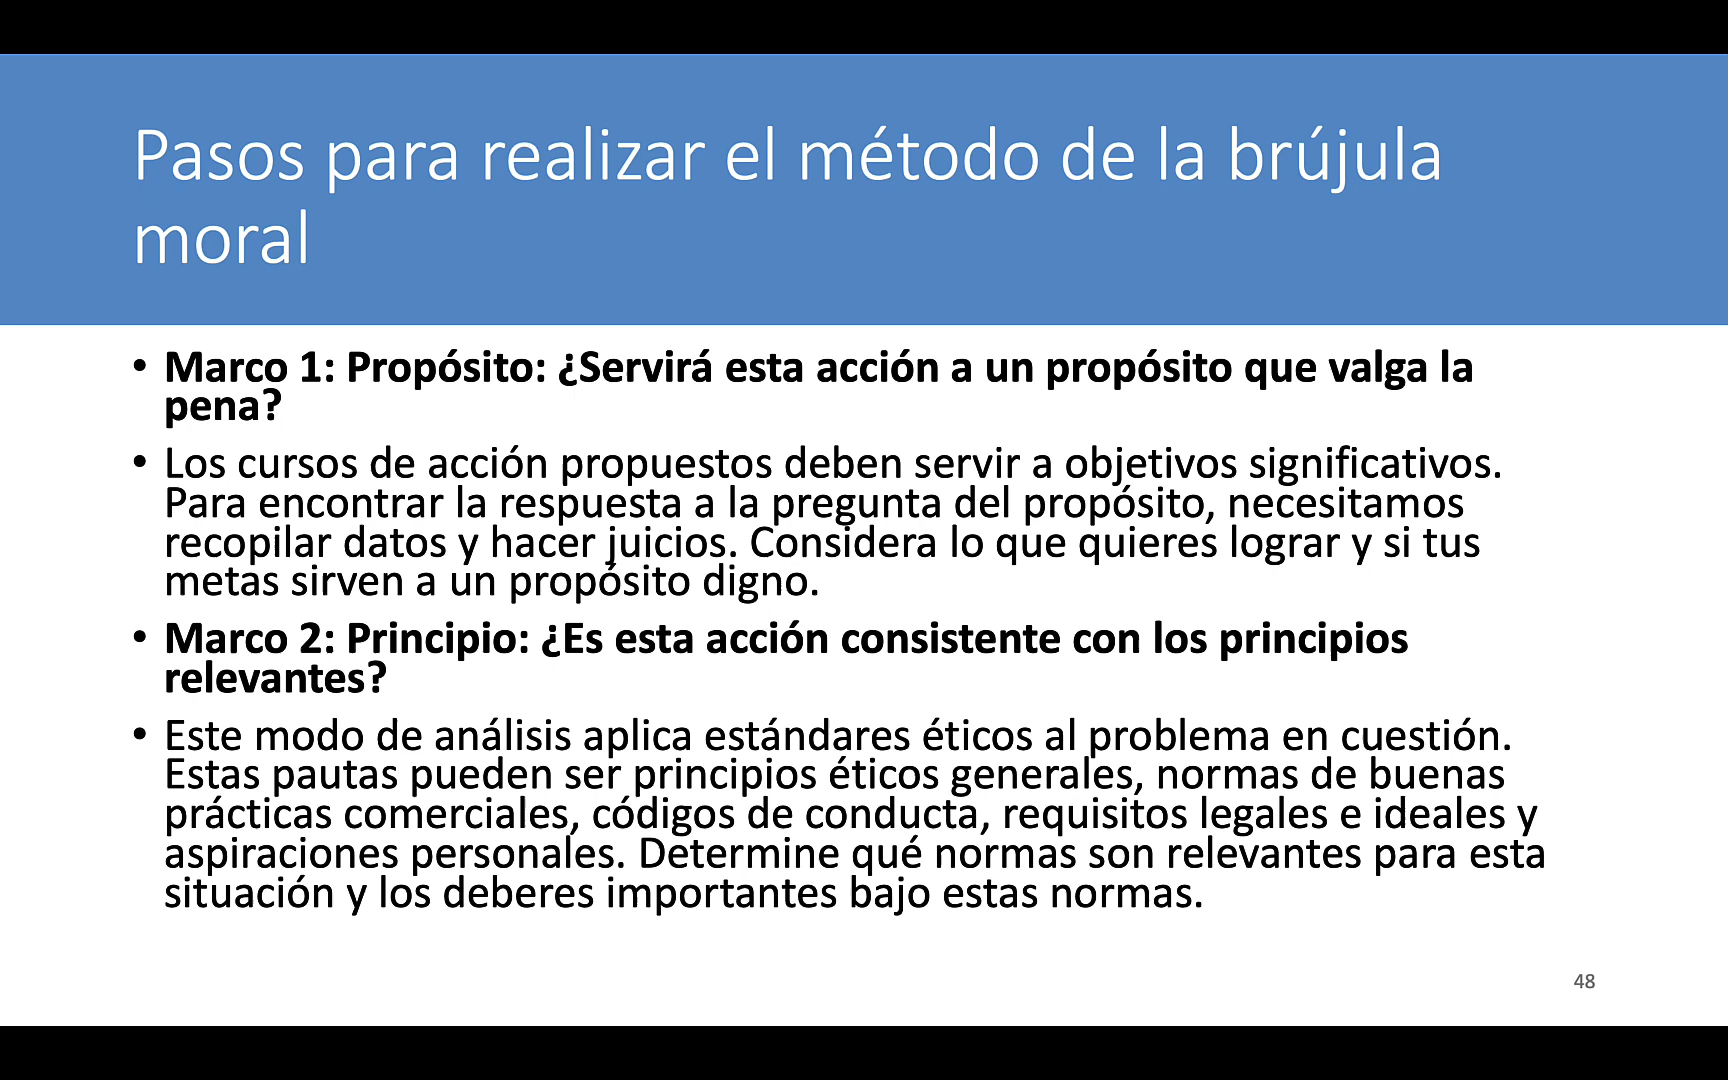 Pasos para realizar el método de la brújula
moral
• Marco 1: Propósito: ¿Servirá esta acción a un propósito que valga la
pena?
• Los cursos de acción propuestos deben servir a objetivos significativos.
Para encontrar la respuesta a la pregunta del propósito, necesitamos
recopilar datos y hacer juicios. Considera lo que quieres lograr y si tus
metas sirven a un propósito digno.
• Marco 2: Principio: ¿Es esta acción consistente con los principios
relevantes?
• Este modo de análisis aplica estándares éticos al problema en cuestión.
Estas pautas pueden ser principios éticos generales, normas de buenas
prácticas comerciales, códigos de conducta, requisitos legales e ideales y
aspiraciones personales. Determine qué normas son relevantes para esta
situación y los deberes importantes bajo estas normas.
48